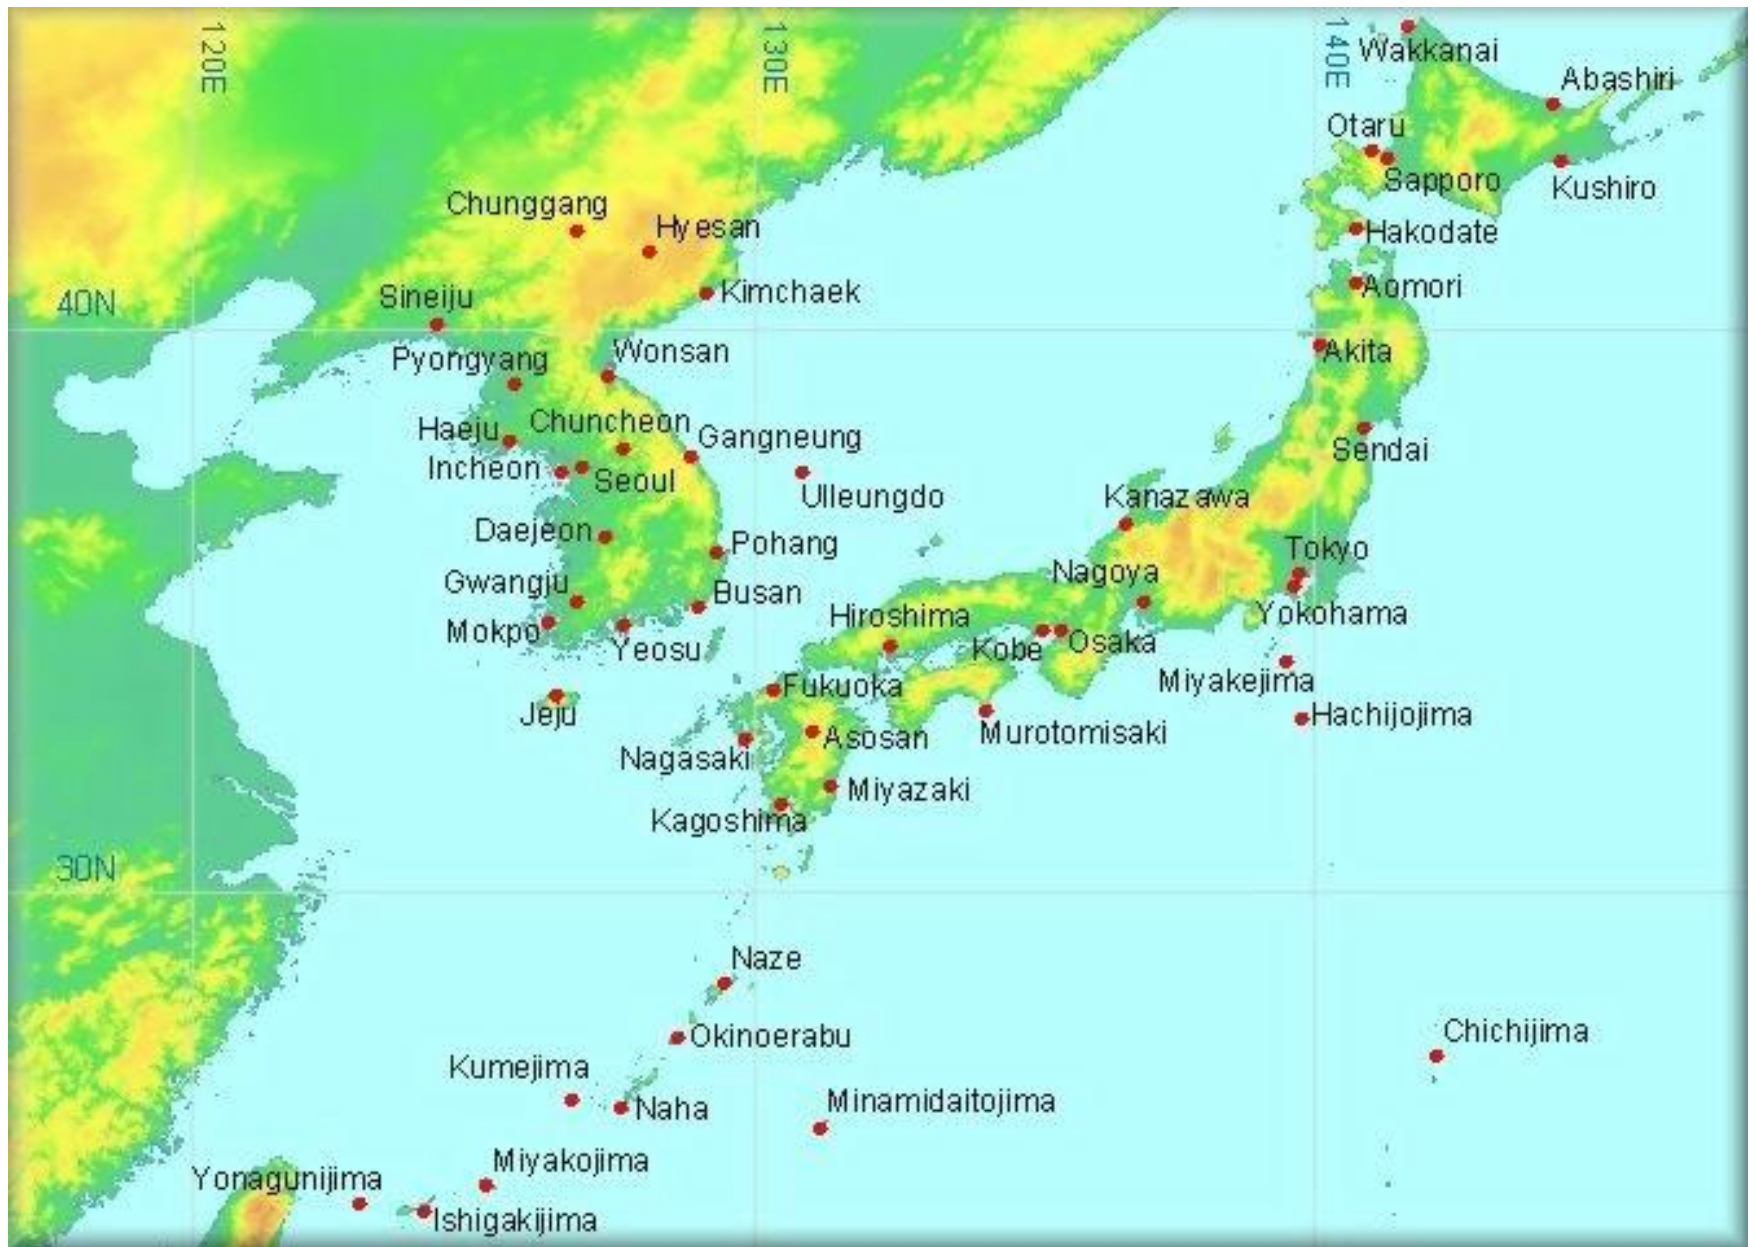 120E
130E
140E
Wakkanai
Abashiri
Otaru
Sapporo
Kushiro
Chunggang
Hyesan
Hakodate
Kimchaek
Aomori
40N
Sineiju
Wonsan
Akita
Pyongyang
Chuncheon
Haeju
Gangneung
Sendai
Incheon
Seoul
Ulleungdo
Kanazawa
Daejeon
Pohang
Tokyo
Gwangju
Busan
Nagoya
Yokohama
Hiroshima
Mokpo
Yeosu
Kobe
Osaka
Miyakejima
Fukuoka
Jeju
Hachijojima
Asosan
Murotomisaki
Nagasaki
Miyazaki
Kagoshima
30N
Naze
Chichijima
Okinoerabu
Kumejima
Naha
Minamidaitojima
Miyakojima
Yonagunijima
Ishigakijima